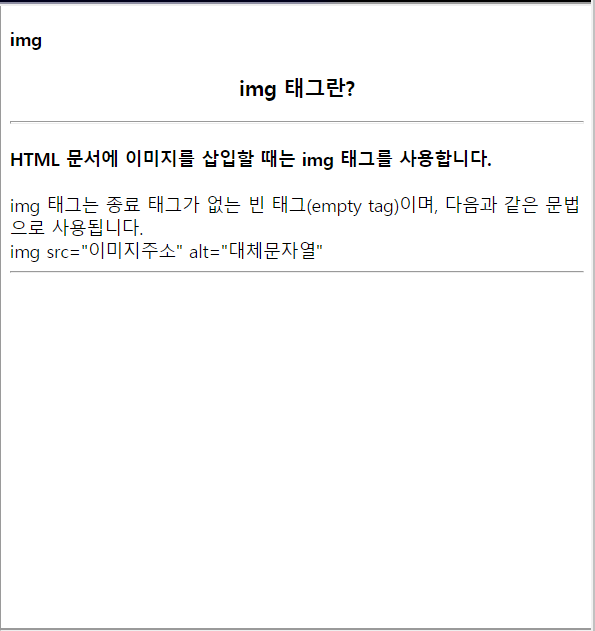 img
img 태그란?
HTML 문서에 이미지를 삽입할 때는 img 태그를 사용합니다.
img 태그는 종료 태그가 없는 빈 태그(empty tag)이며, 다음과 같은 문법
으로 사용됩니다.
img src="이미지주소" alt="대체문자열"